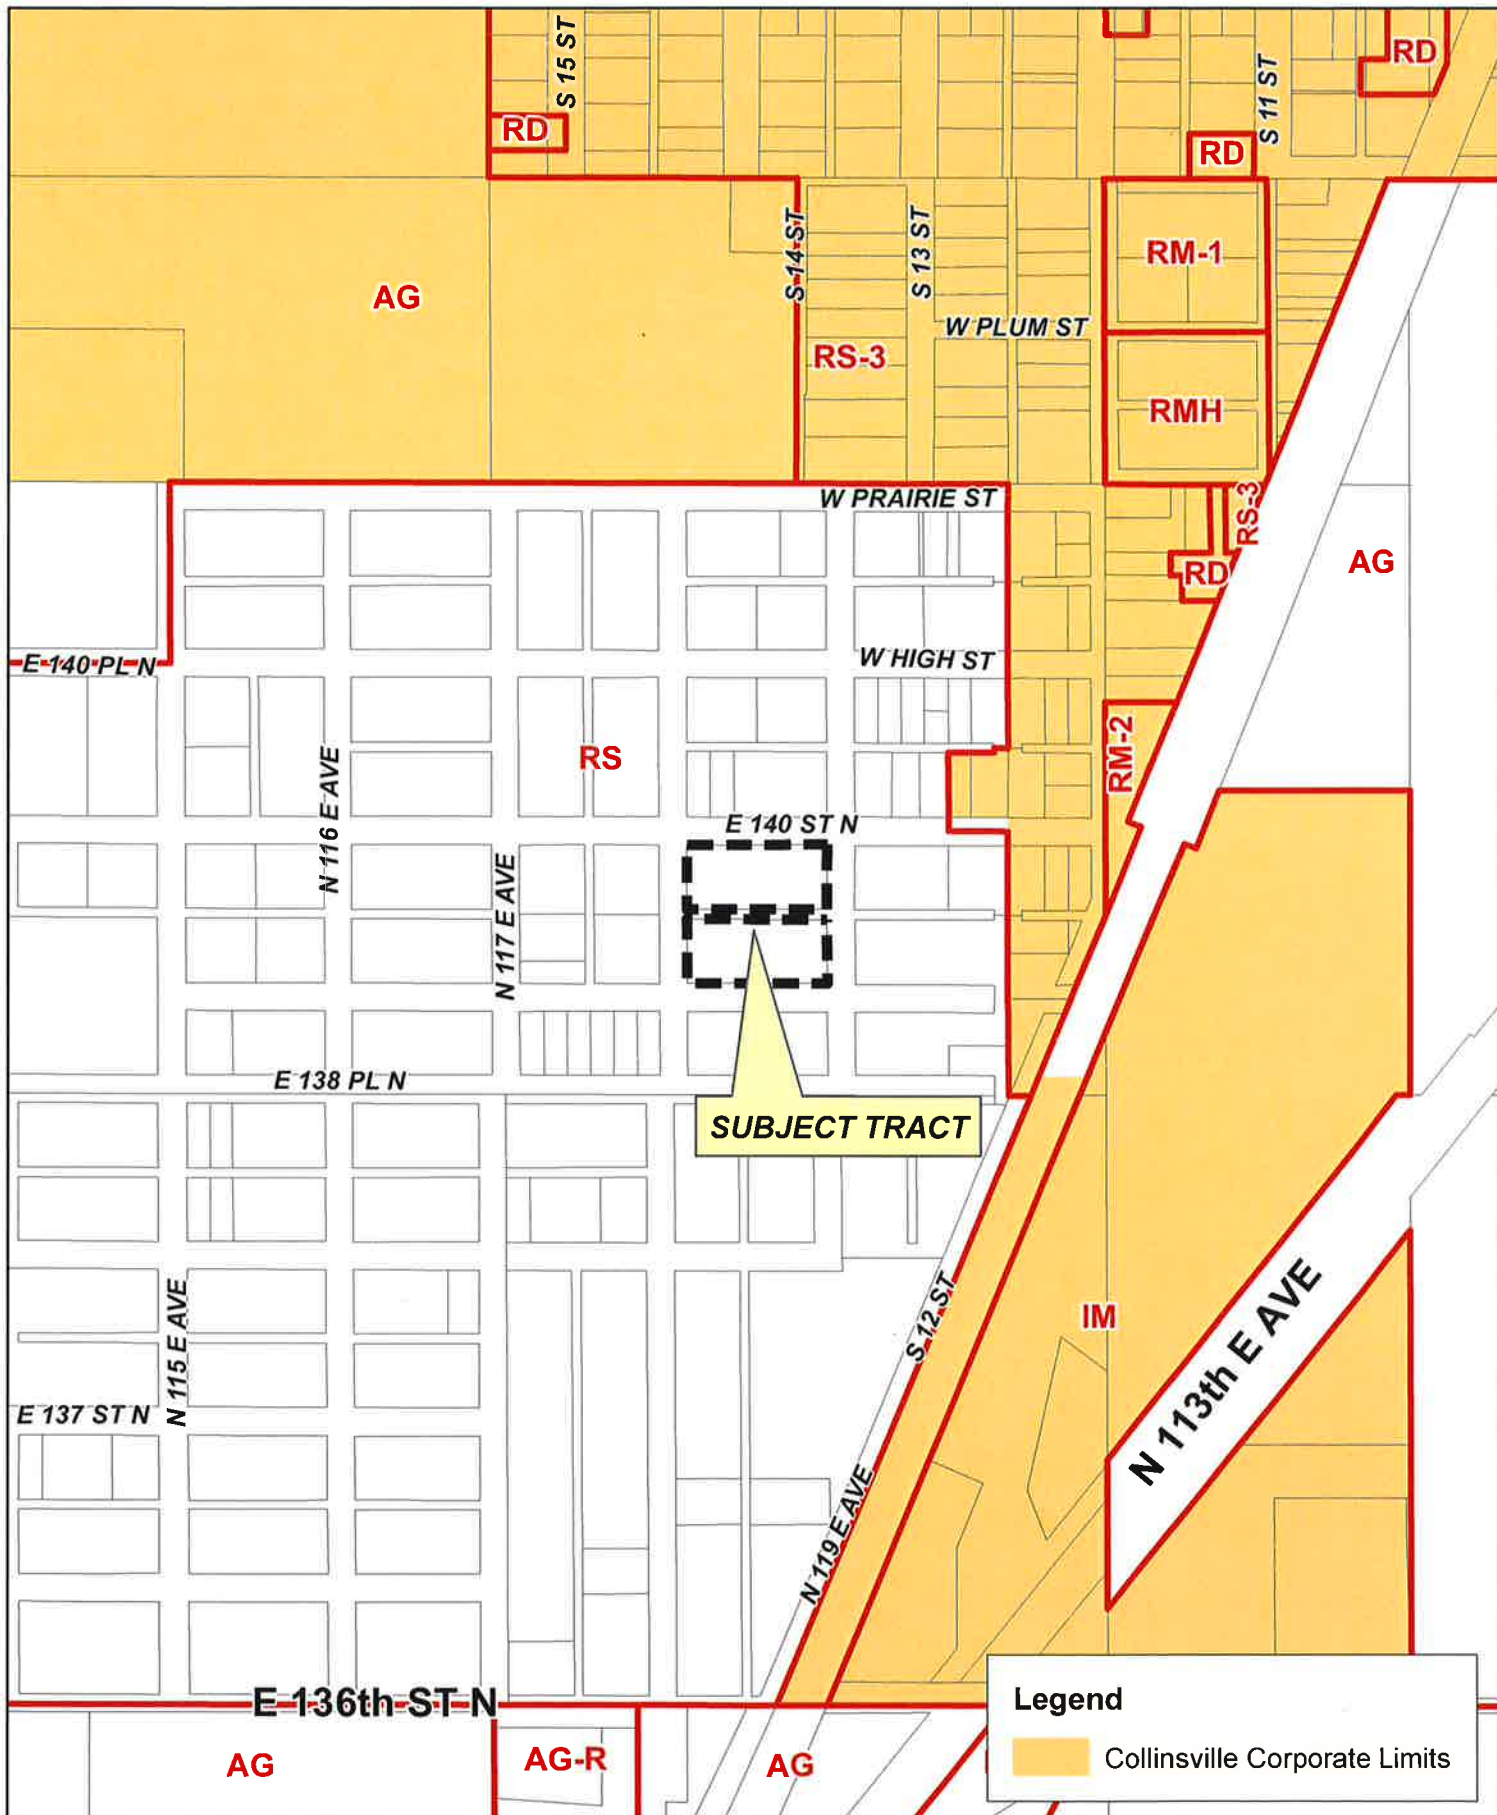 S 15 ST
RD
S 11 ST
RD
RD
AG
S 14 ST
S 13 ST
RM-1
W PLUM ST
RS-3
RMH
W PRAIRIE ST
RS-3
AG
RD
E 140 PL N
W HIGH ST
RS
RM-2
N 116 E AVE
E 140 ST N
N 117 E AVE
E 138 PL N
SUBJECT TRACT
N 115 E AVE
S 12 ST
IM
N 113th E AVE
E 137 ST N
N 119 E AVE
E 136th ST N
AG
AG-R
AG
Legend
Collinsville Corporate Limits